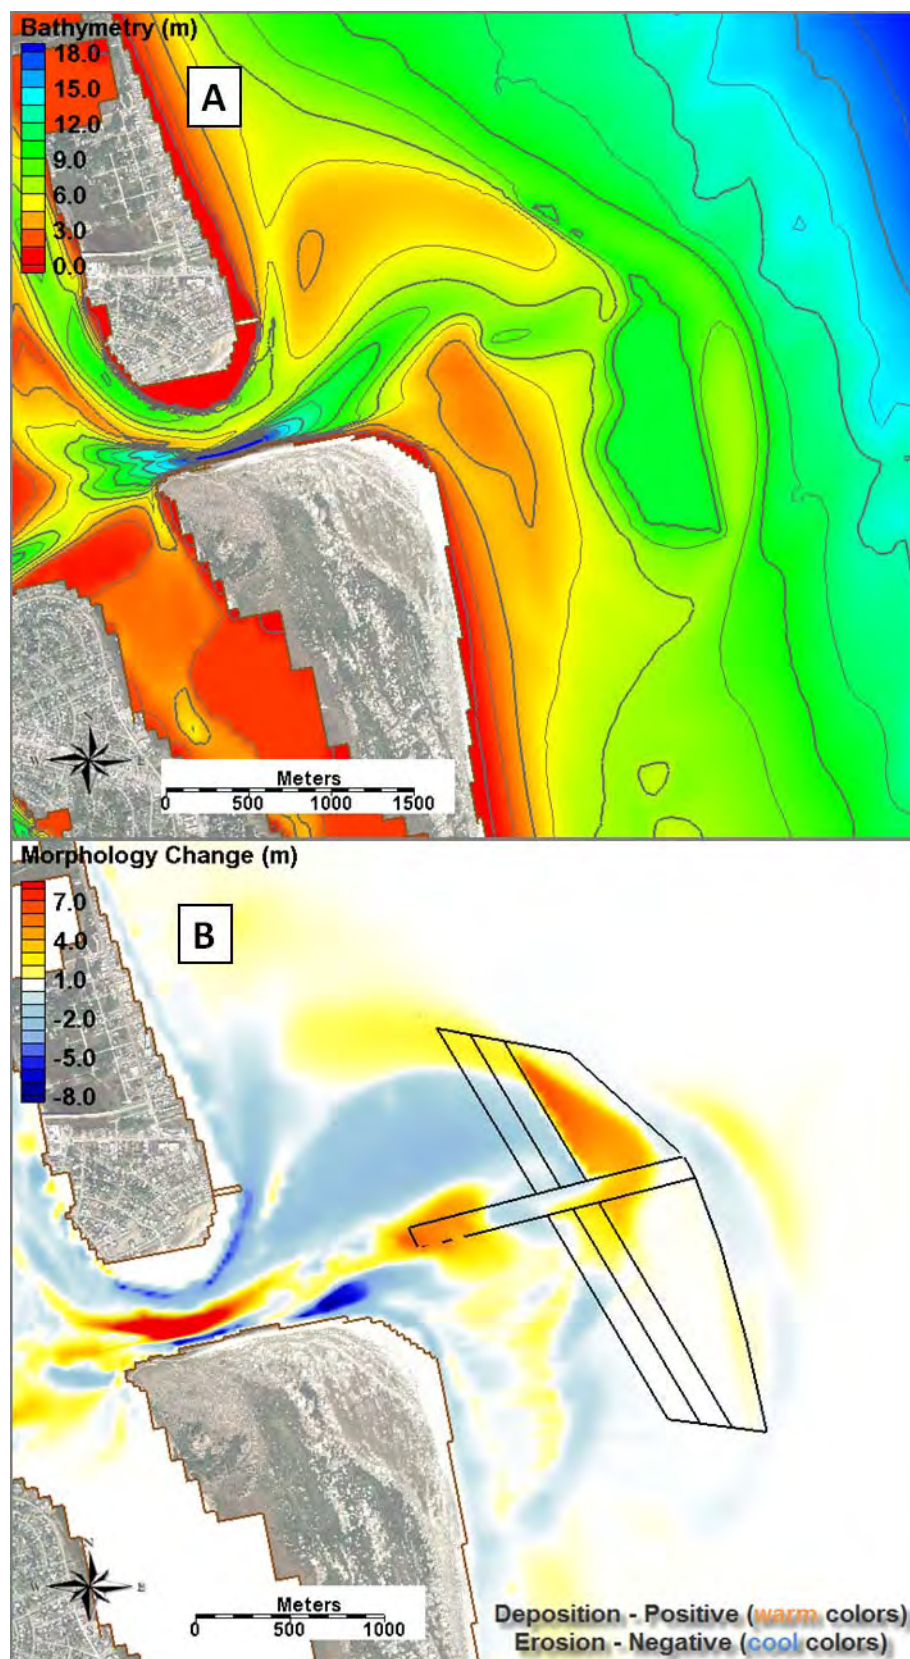 Bathymetry (m)
18.0
15.0
12.0
9.0
6.0
3.0
0.0
A
Meters
0 500 1000 1500
Morphology Change (m)
7.0
4.0
1.0
-2.0
-5.0
-8.0
B
Meters
0 500 1000
Deposition - Positive (warm colors)
Erosion - Negative (cool colors)